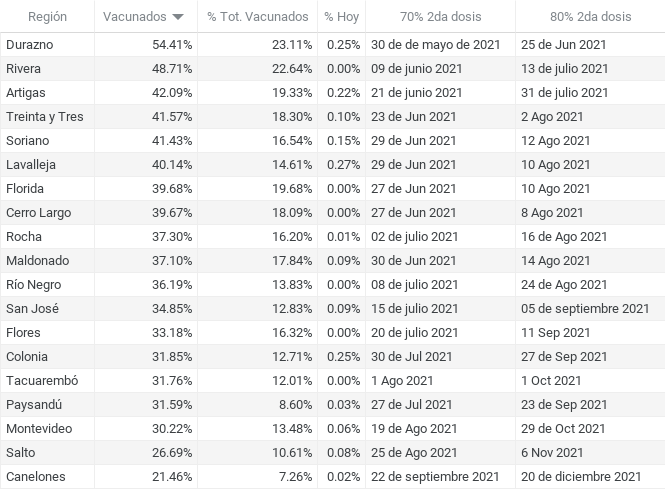 Región Vacunados % Tot. Vacunados % Hoy 70% 2da dosis 80% 2da dosis
Durazno 54.41% 23.11% 0.25% 30 de de mayo de 2021 25 de Jun 2021
Rivera 48.71% 22.64% 0.00% 09 de junio 2021 13 de julio 2021
Artigas 42.09% 19.33% 0.22% 21 de junio 2021 31 de julio 2021
Treinta y Tres 41.57% 18.30% 0.10% 23 de Jun 2021 2 Ago 2021
Soriano 41.43% 16.54% 0.15% 29 de Jun 2021 12 Ago 2021
Lavalleja 40.14% 14.61% 0.27% 29 de Jun 2021 10 Ago 2021
Florida 39.68% 19.68% 0.00% 27 de Jun 2021 10 Ago 2021
Cerro Largo 39.67% 18.09% 0.00% 27 de Jun 2021 8 Ago 2021
Rocha 37.30% 16.20% 0.01% 02 de julio 2021 16 de Ago 2021
Maldonado 37.10% 17.84% 0.09% 30 de Jun 2021 14 Ago 2021
Río Negro 36.19% 13.83% 0.00% 08 de julio 2021 24 de Ago 2021
San José 34.85% 12.83% 0.09% 15 de julio 2021 05 de septiembre 2021
Flores 33.18% 16.32% 0.00% 20 de julio 2021 11 Sep 2021
Colonia 31.85% 12.71% 0.25% 30 de Jul 2021 27 de Sep 2021
Tacuarembó 31.76% 12.01% 0.00% 1 Ago 2021 1 Oct 2021
Paysandú 31.59% 8.60% 0.03% 27 de Jul 2021 23 de Sep 2021
Montevideo 30.22% 13.48% 0.06% 19 de Ago 2021 29 de Oct 2021
Salto 26.69% 10.61% 0.08% 25 de Ago 2021 6 Nov 2021
Canelones 21.46% 7.26% 0.02% 22 de septiembre 2021 20 de diciembre 2021